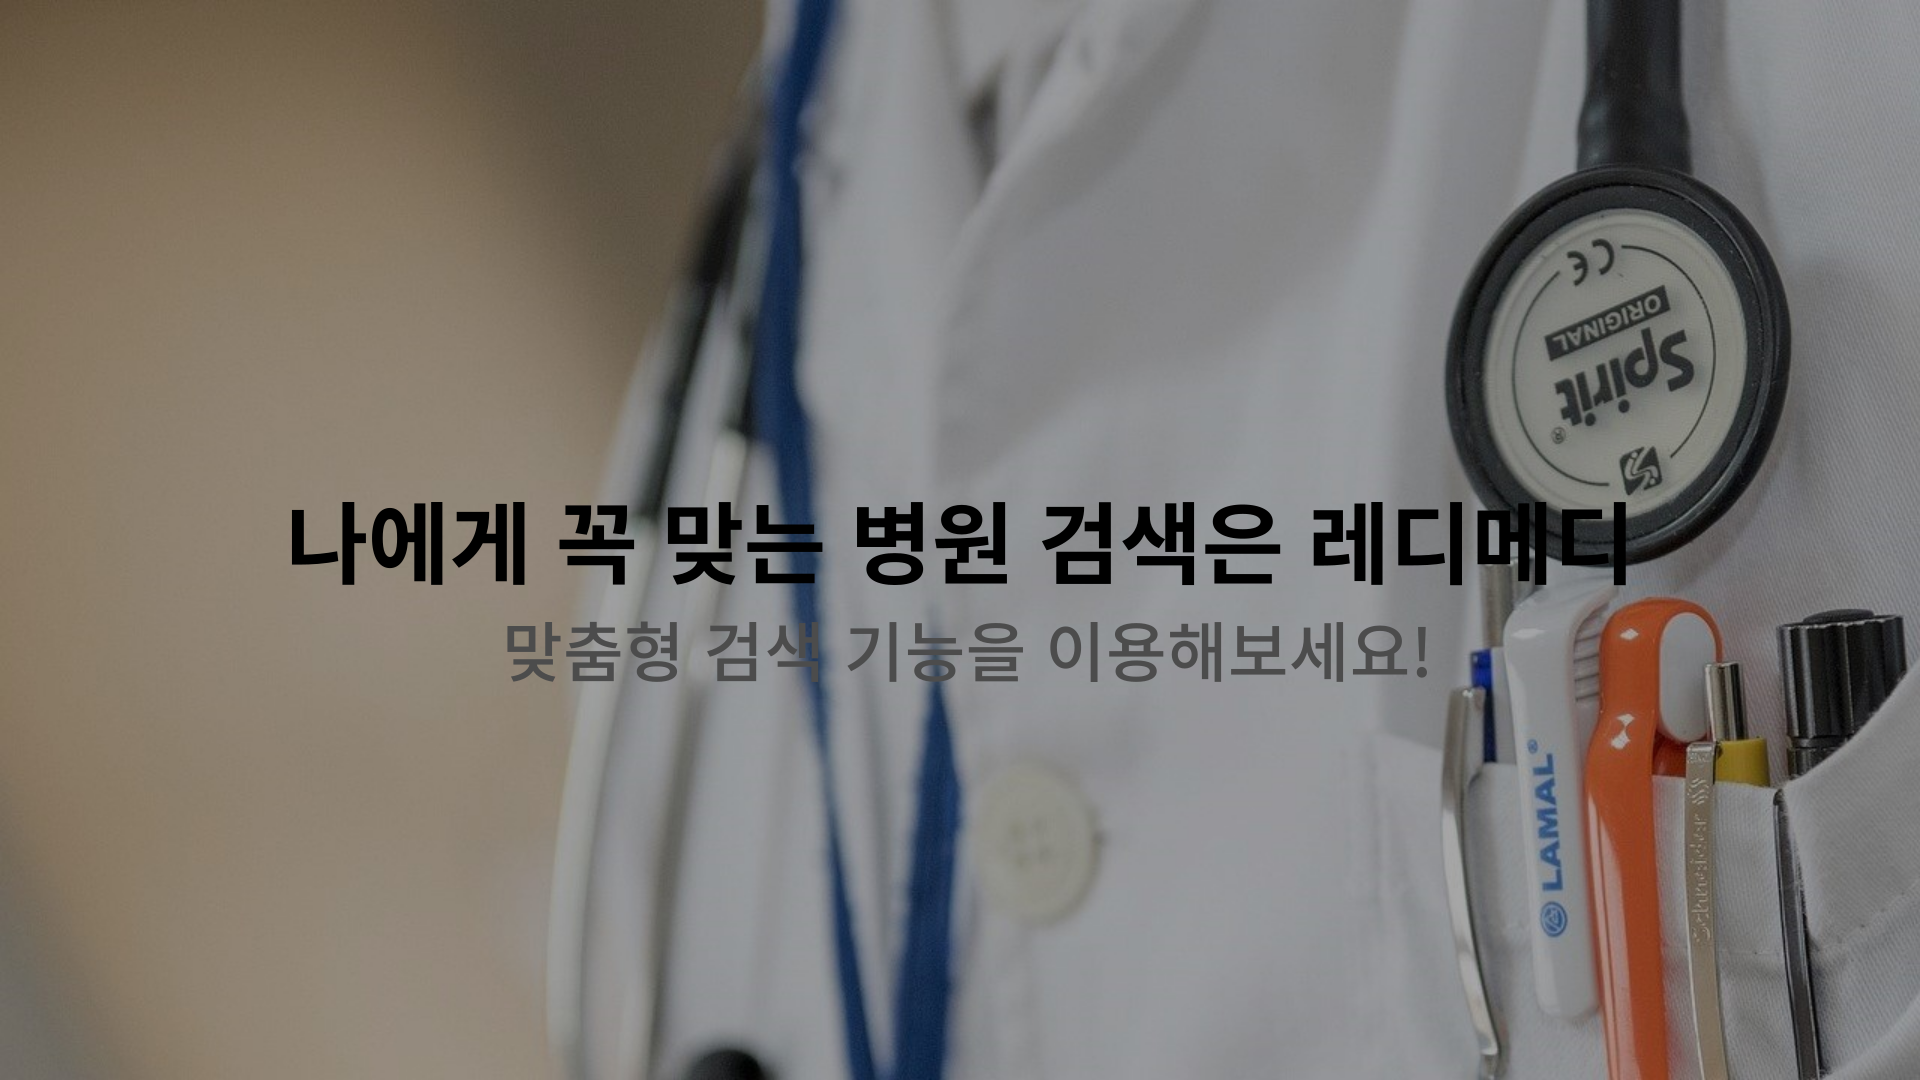 CE
ORIGINAL
Spirit®
나에게 꼭 맞는 병원 검색은 레디메디
맞춤형 검색 기능을 이용해보세요!
LAMAL®
Schneider